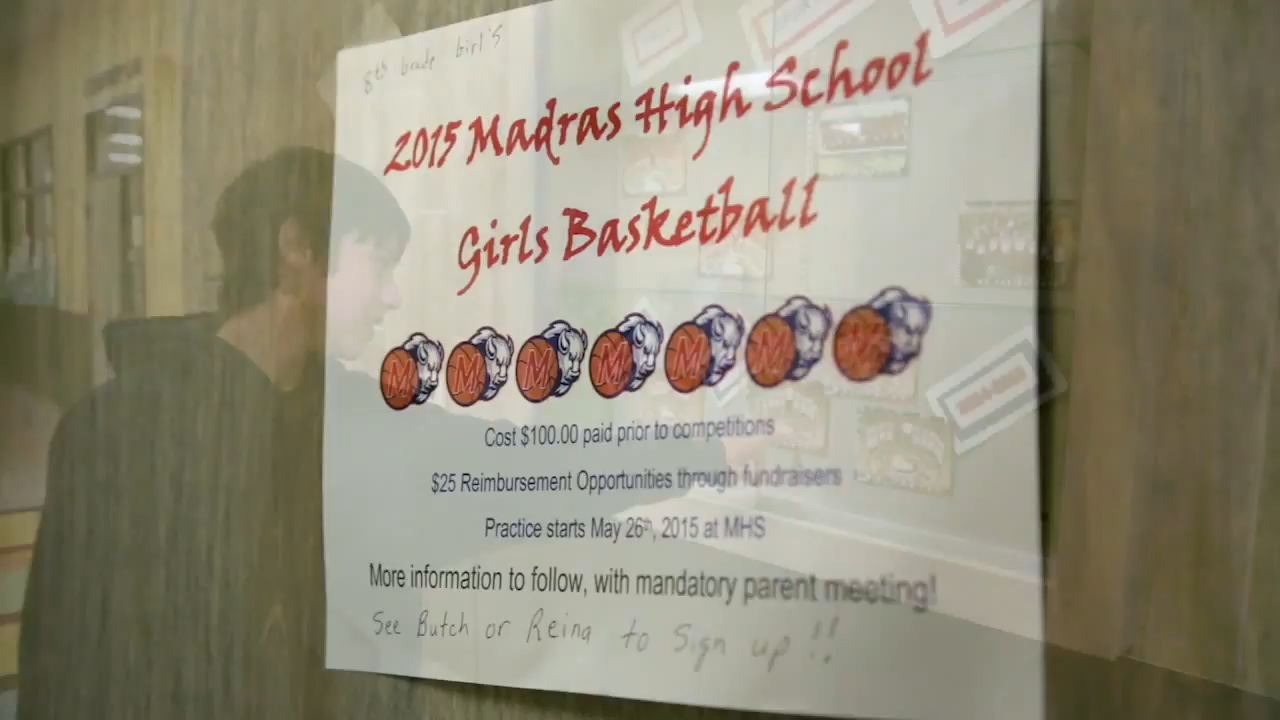 8th Grade Girl's
2015 Madras High School
Girls Basketball
M M M M M M M
Cost $100.00 paid prior to competitions
$25 Reimbursement Opportunities through fundraisers
Practice starts May 26th, 2015 at MHS
More information to follow, with mandatory parent meeting!
See Butch or Reina to Sign up!!